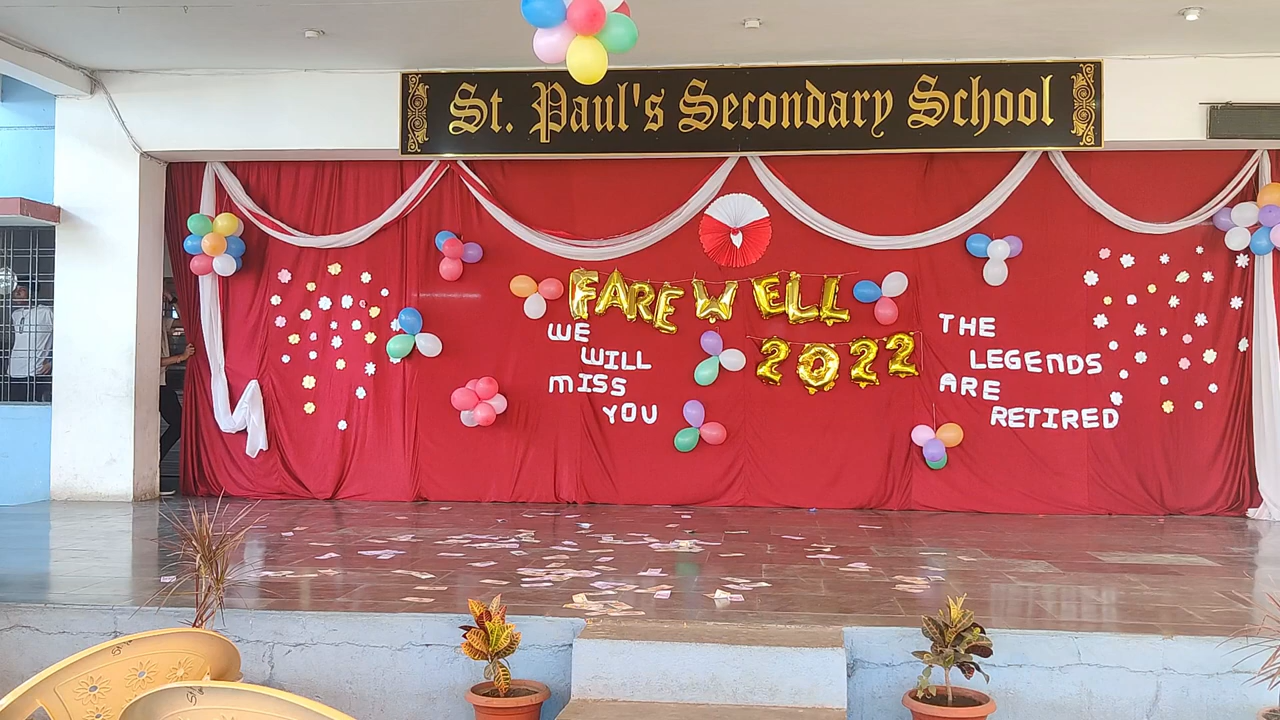 St. Paul's Secondary School
FAREWELL
2022
WE
WILL
mISS
YOU
THE
LEGENDS
ARE
RETIRED